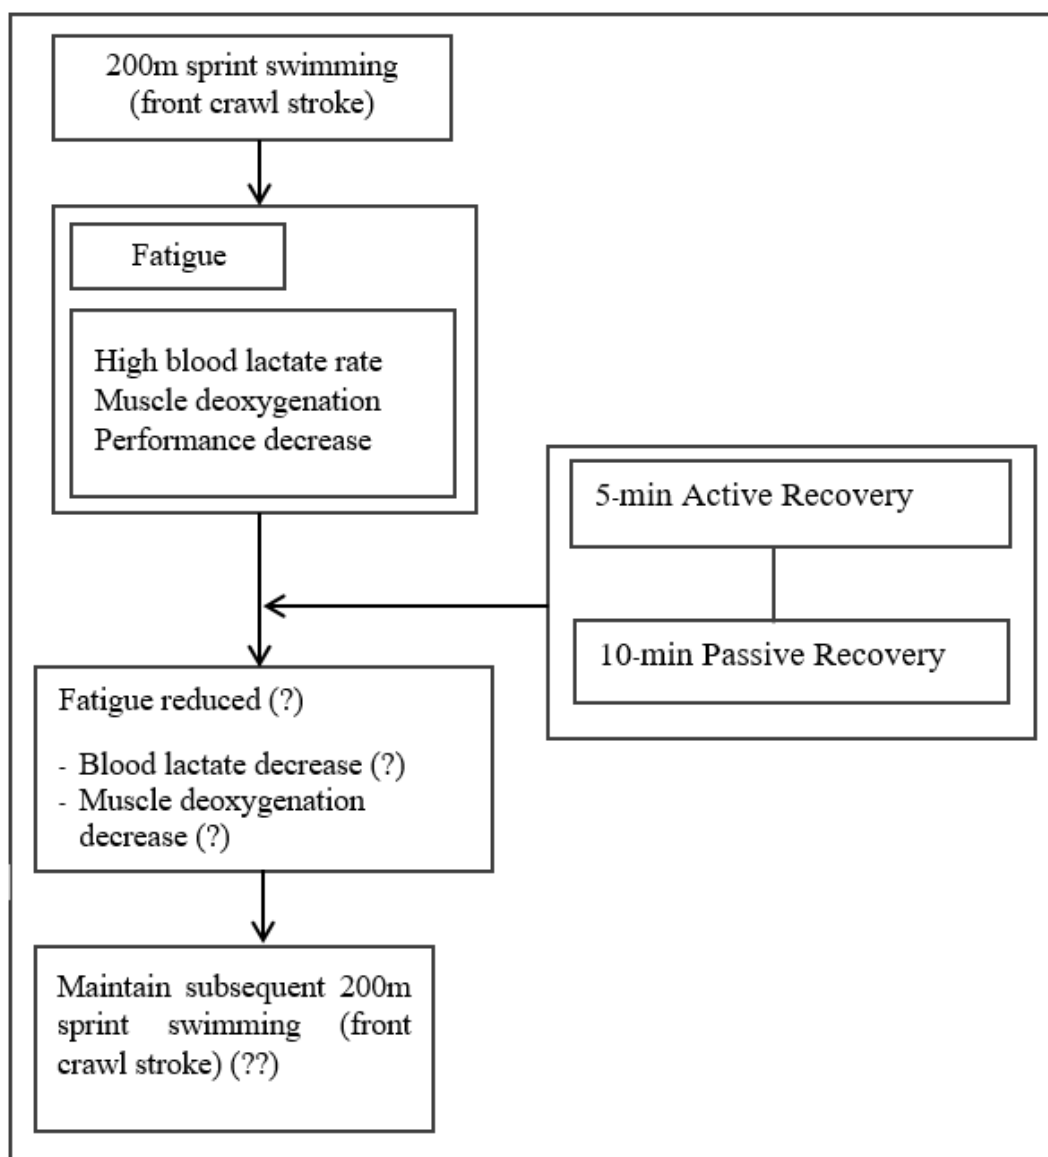 200m sprint swimming
(front crawl stroke)
Fatigue
High blood lactate rate
Muscle deoxygenation
Performance decrease
5-min Active Recovery
10-min Passive Recovery
Fatigue reduced (?)
- Blood lactate decrease (?)
- Muscle deoxygenation
decrease (?)
Maintain subsequent 200m
sprint swimming (front
crawl stroke) (??)